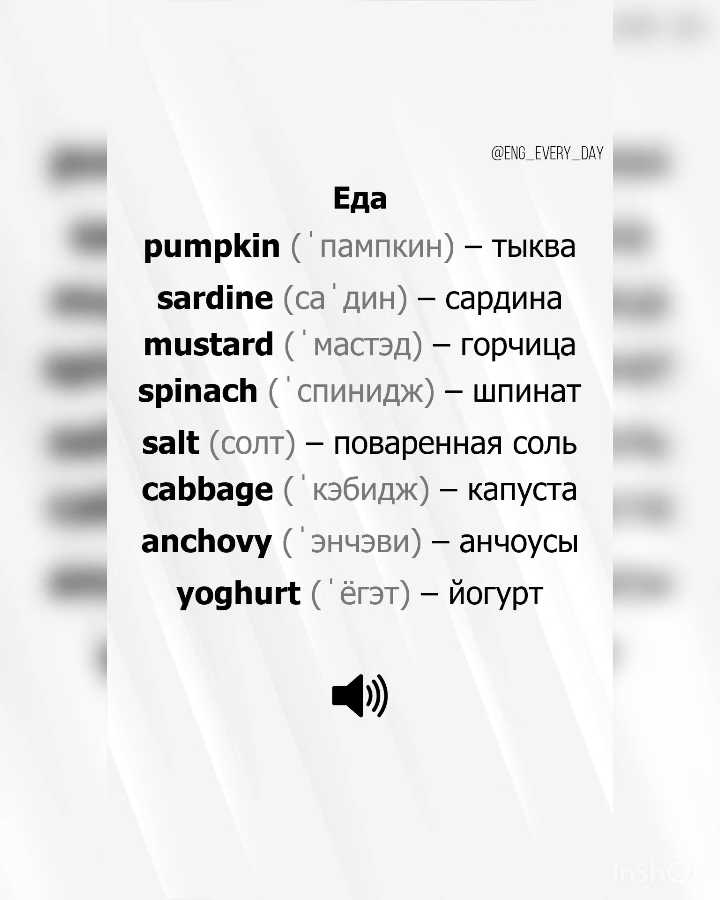 @ENG_EVERY_DAY
Еда
pumpkin (ˈпампкин) – тыква
sardine (саˈдин) – сардина
mustard (ˈмастэд) – горчица
spinach (ˈспинидж) – шпинат
salt (солт) – поваренная соль
cabbage (ˈкэбидж) – капуста
anchovy (ˈэнчэви) – анчоусы
yoghurt (ˈёгэт) – йогурт
InShOt